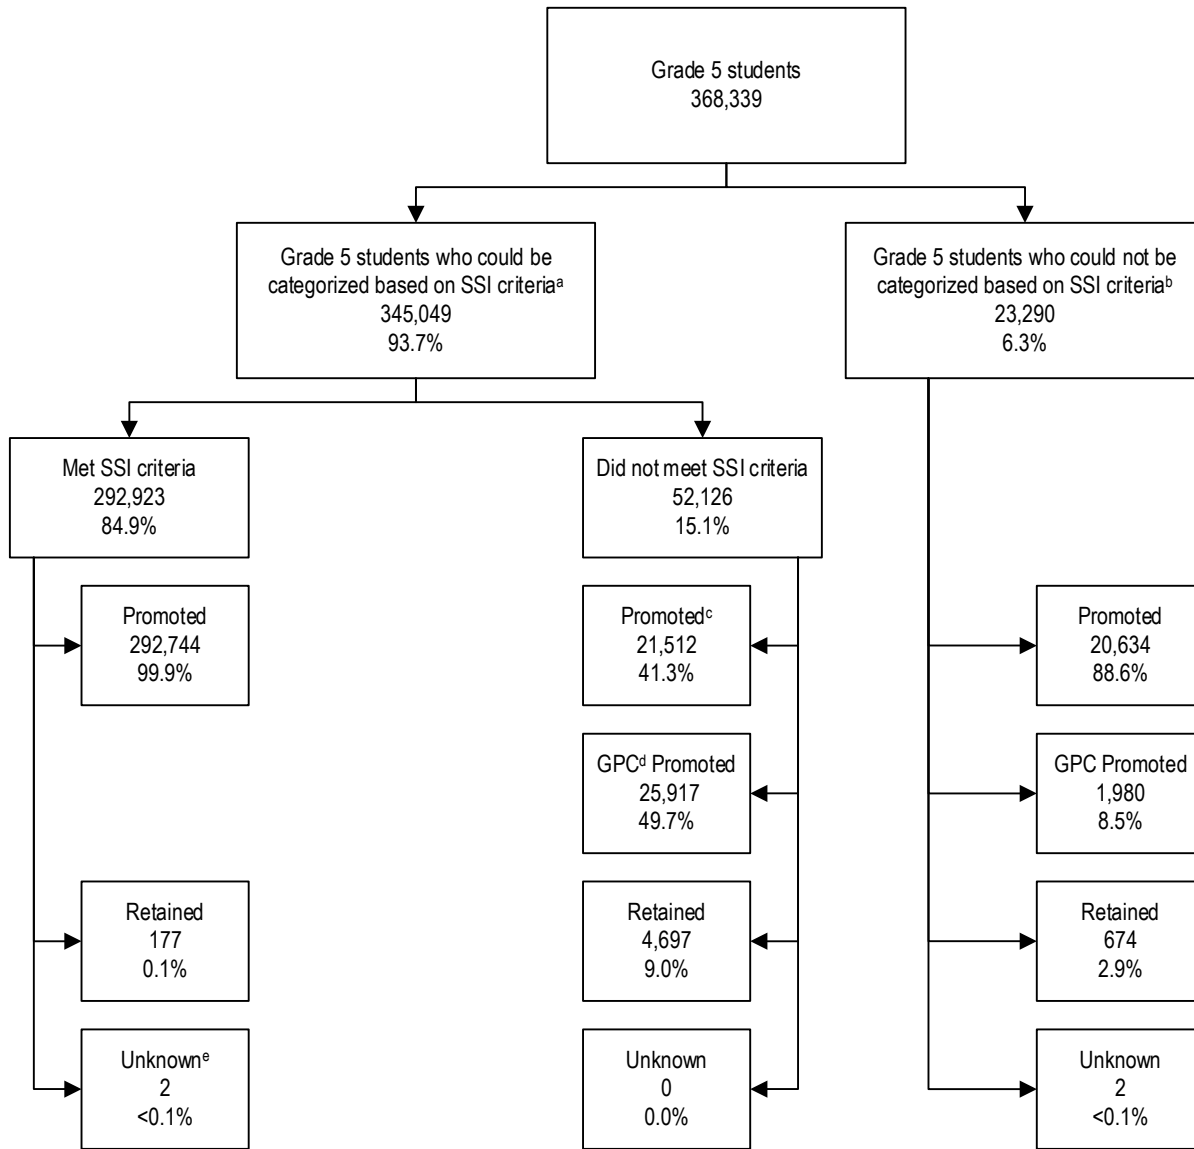 Grade 5 students
368,339
Grade 5 students who could be
categorized based on SSI criteriaᵃ
345,049
93.7%
Grade 5 students who could not be
categorized based on SSI criteriaᵇ
23,290
6.3%
Met SSI criteria
292,923
84.9%
Did not meet SSI criteria
52,126
15.1%
Promoted
292,744
99.9%
Promotedᶜ
21,512
41.3%
Promoted
20,634
88.6%
GPCᵈ Promoted
25,917
49.7%
GPC Promoted
1,980
8.5%
Retained
177
0.1%
Retained
4,697
9.0%
Retained
674
2.9%
Unknownᵉ
2
<0.1%
Unknown
0
0.0%
Unknown
2
<0.1%